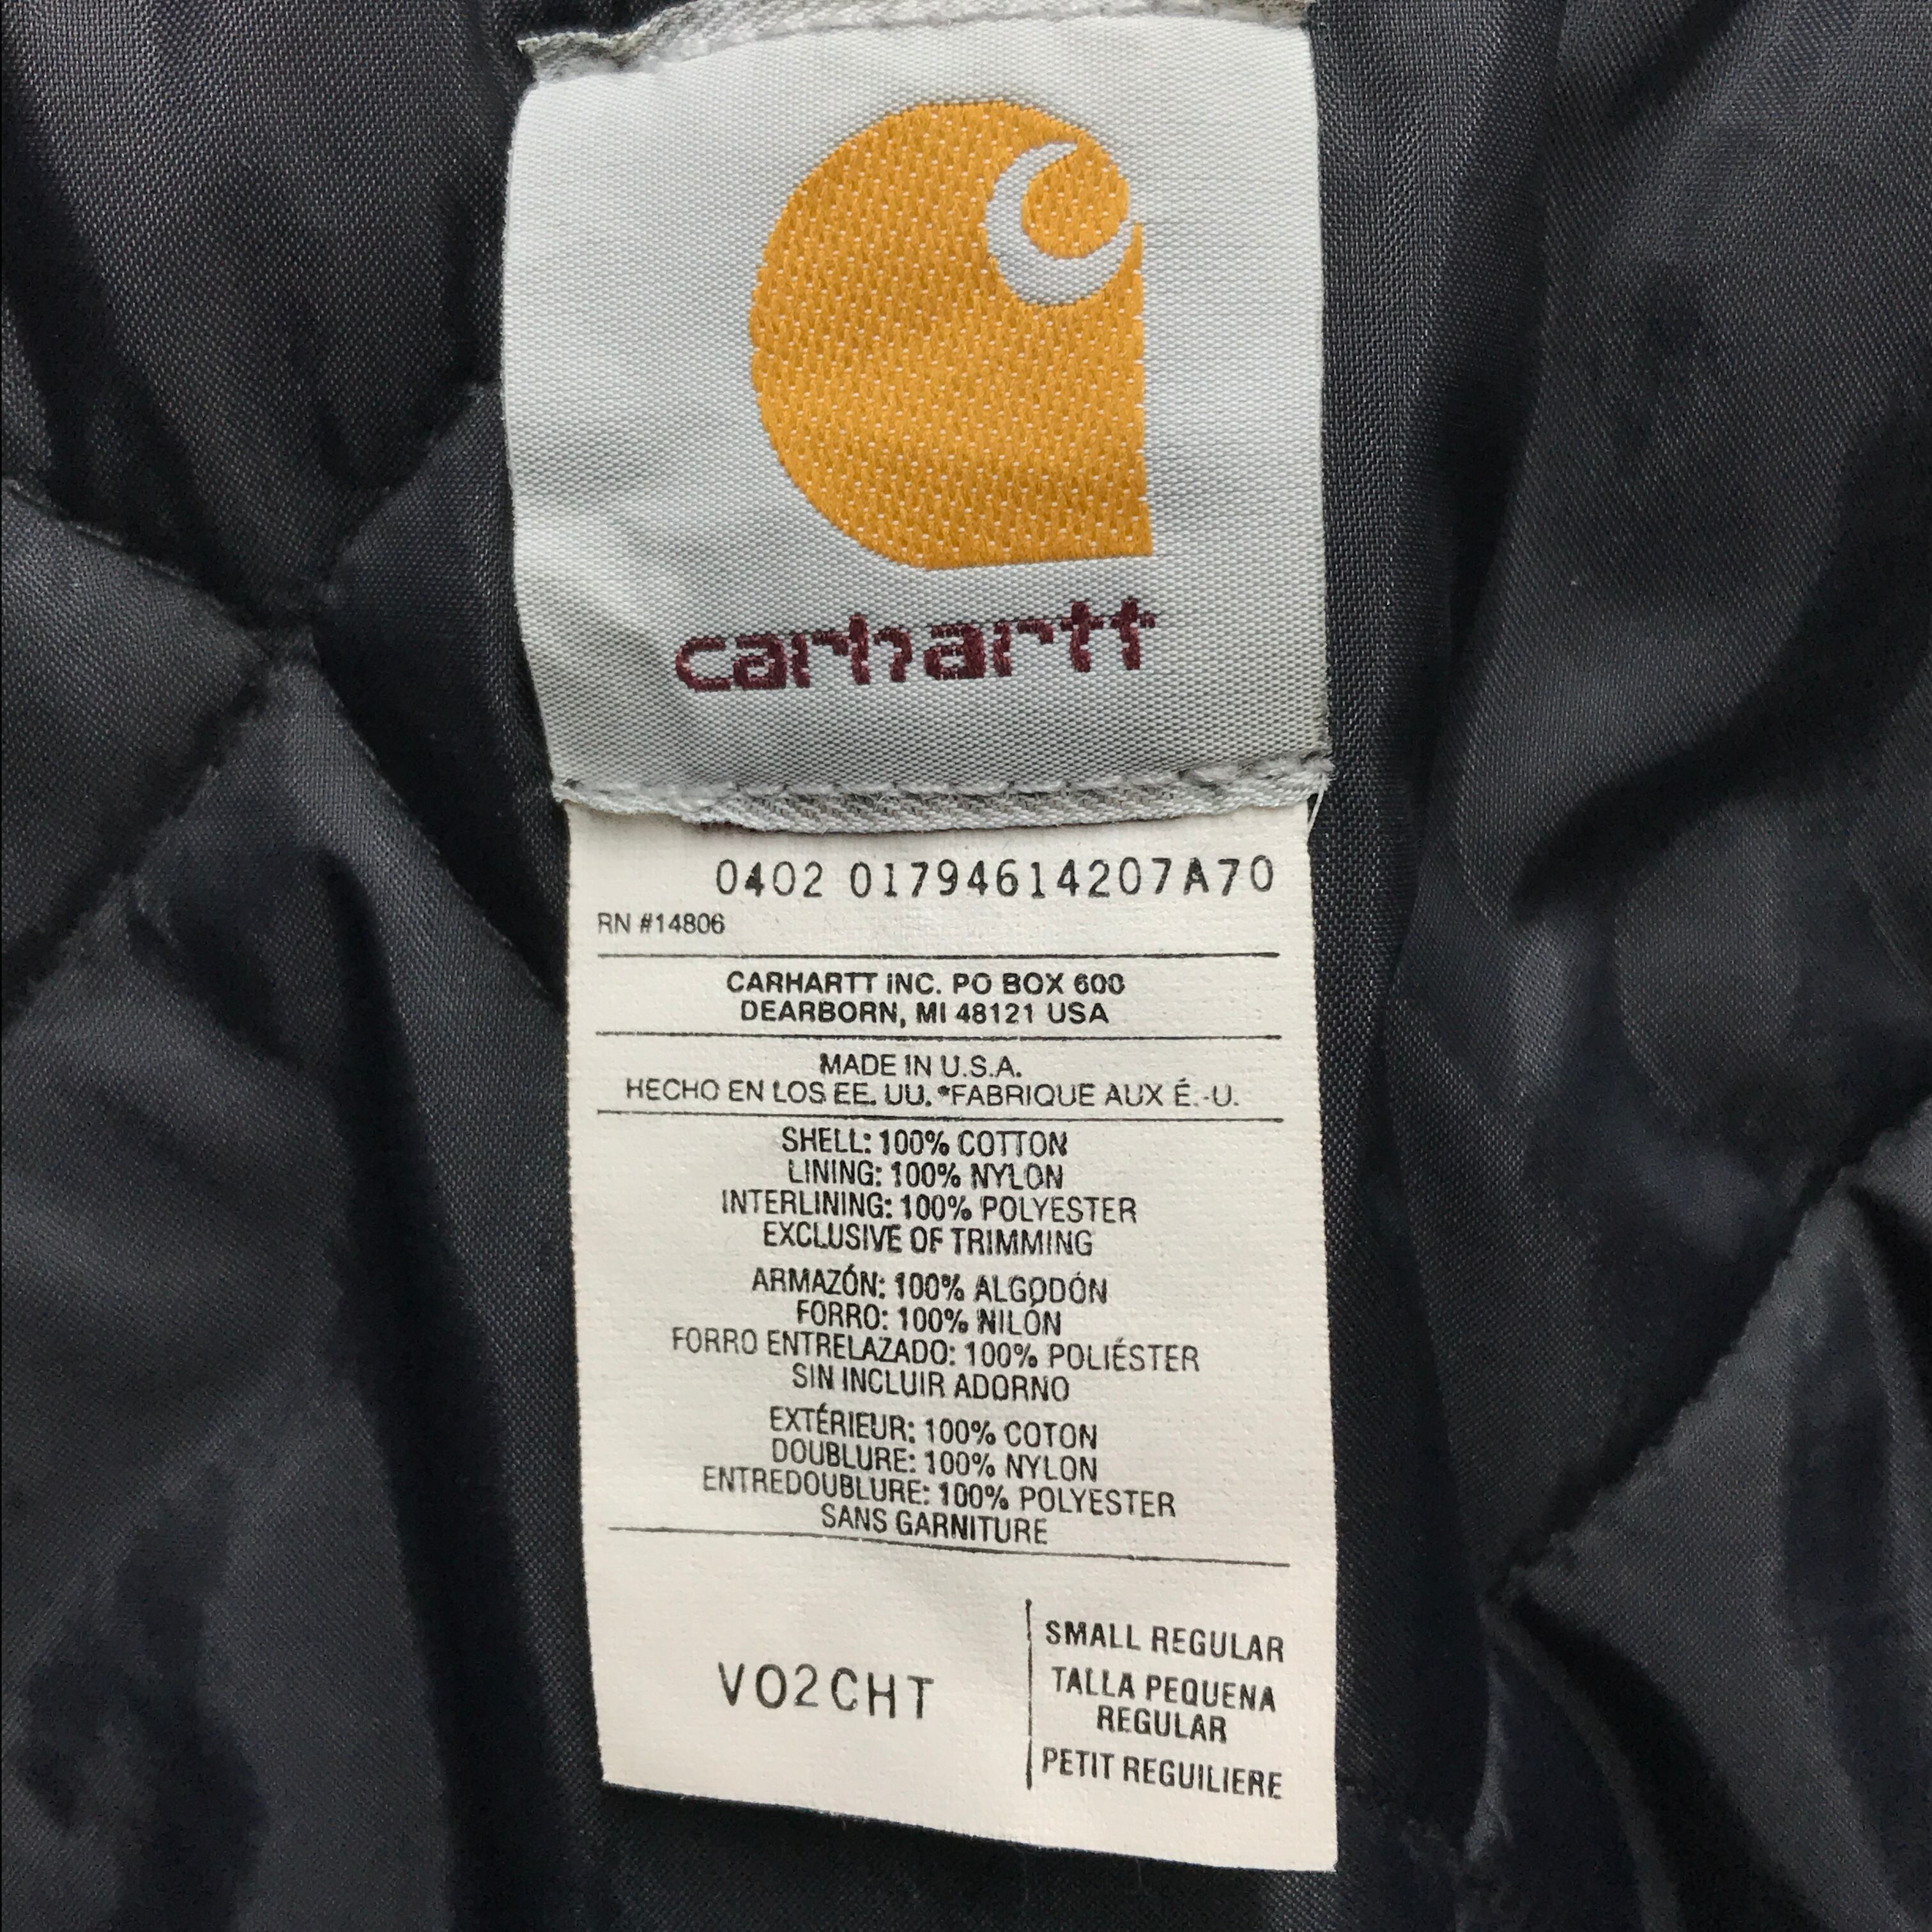 carhartt
0402 01794614207A70
RN #14806
CARHARTT INC. PO BOX 600
DEARBORN, MI 48121 USA
MADE IN U.S.A.
HECHO EN LOS EE. UU. *FABRIQUE AUX É.-U.
SHELL: 100% COTTON
LINING: 100% NYLON
INTERLINING: 100% POLYESTER
EXCLUSIVE OF TRIMMING
ARMAZÓN: 100% ALGODÓN
FORRO: 100% NILÓN
FORRO ENTRELAZADO: 100% POLIÉSTER
SIN INCLUIR ADORNO
EXTÉRIEUR: 100% COTON
DOUBLURE: 100% NYLON
ENTREDOUBLURE: 100% POLYESTER
SANS GARNITURE
V02CHT
SMALL REGULAR
TALLA PEQUENA
REGULAR
PETIT REGUILIERE